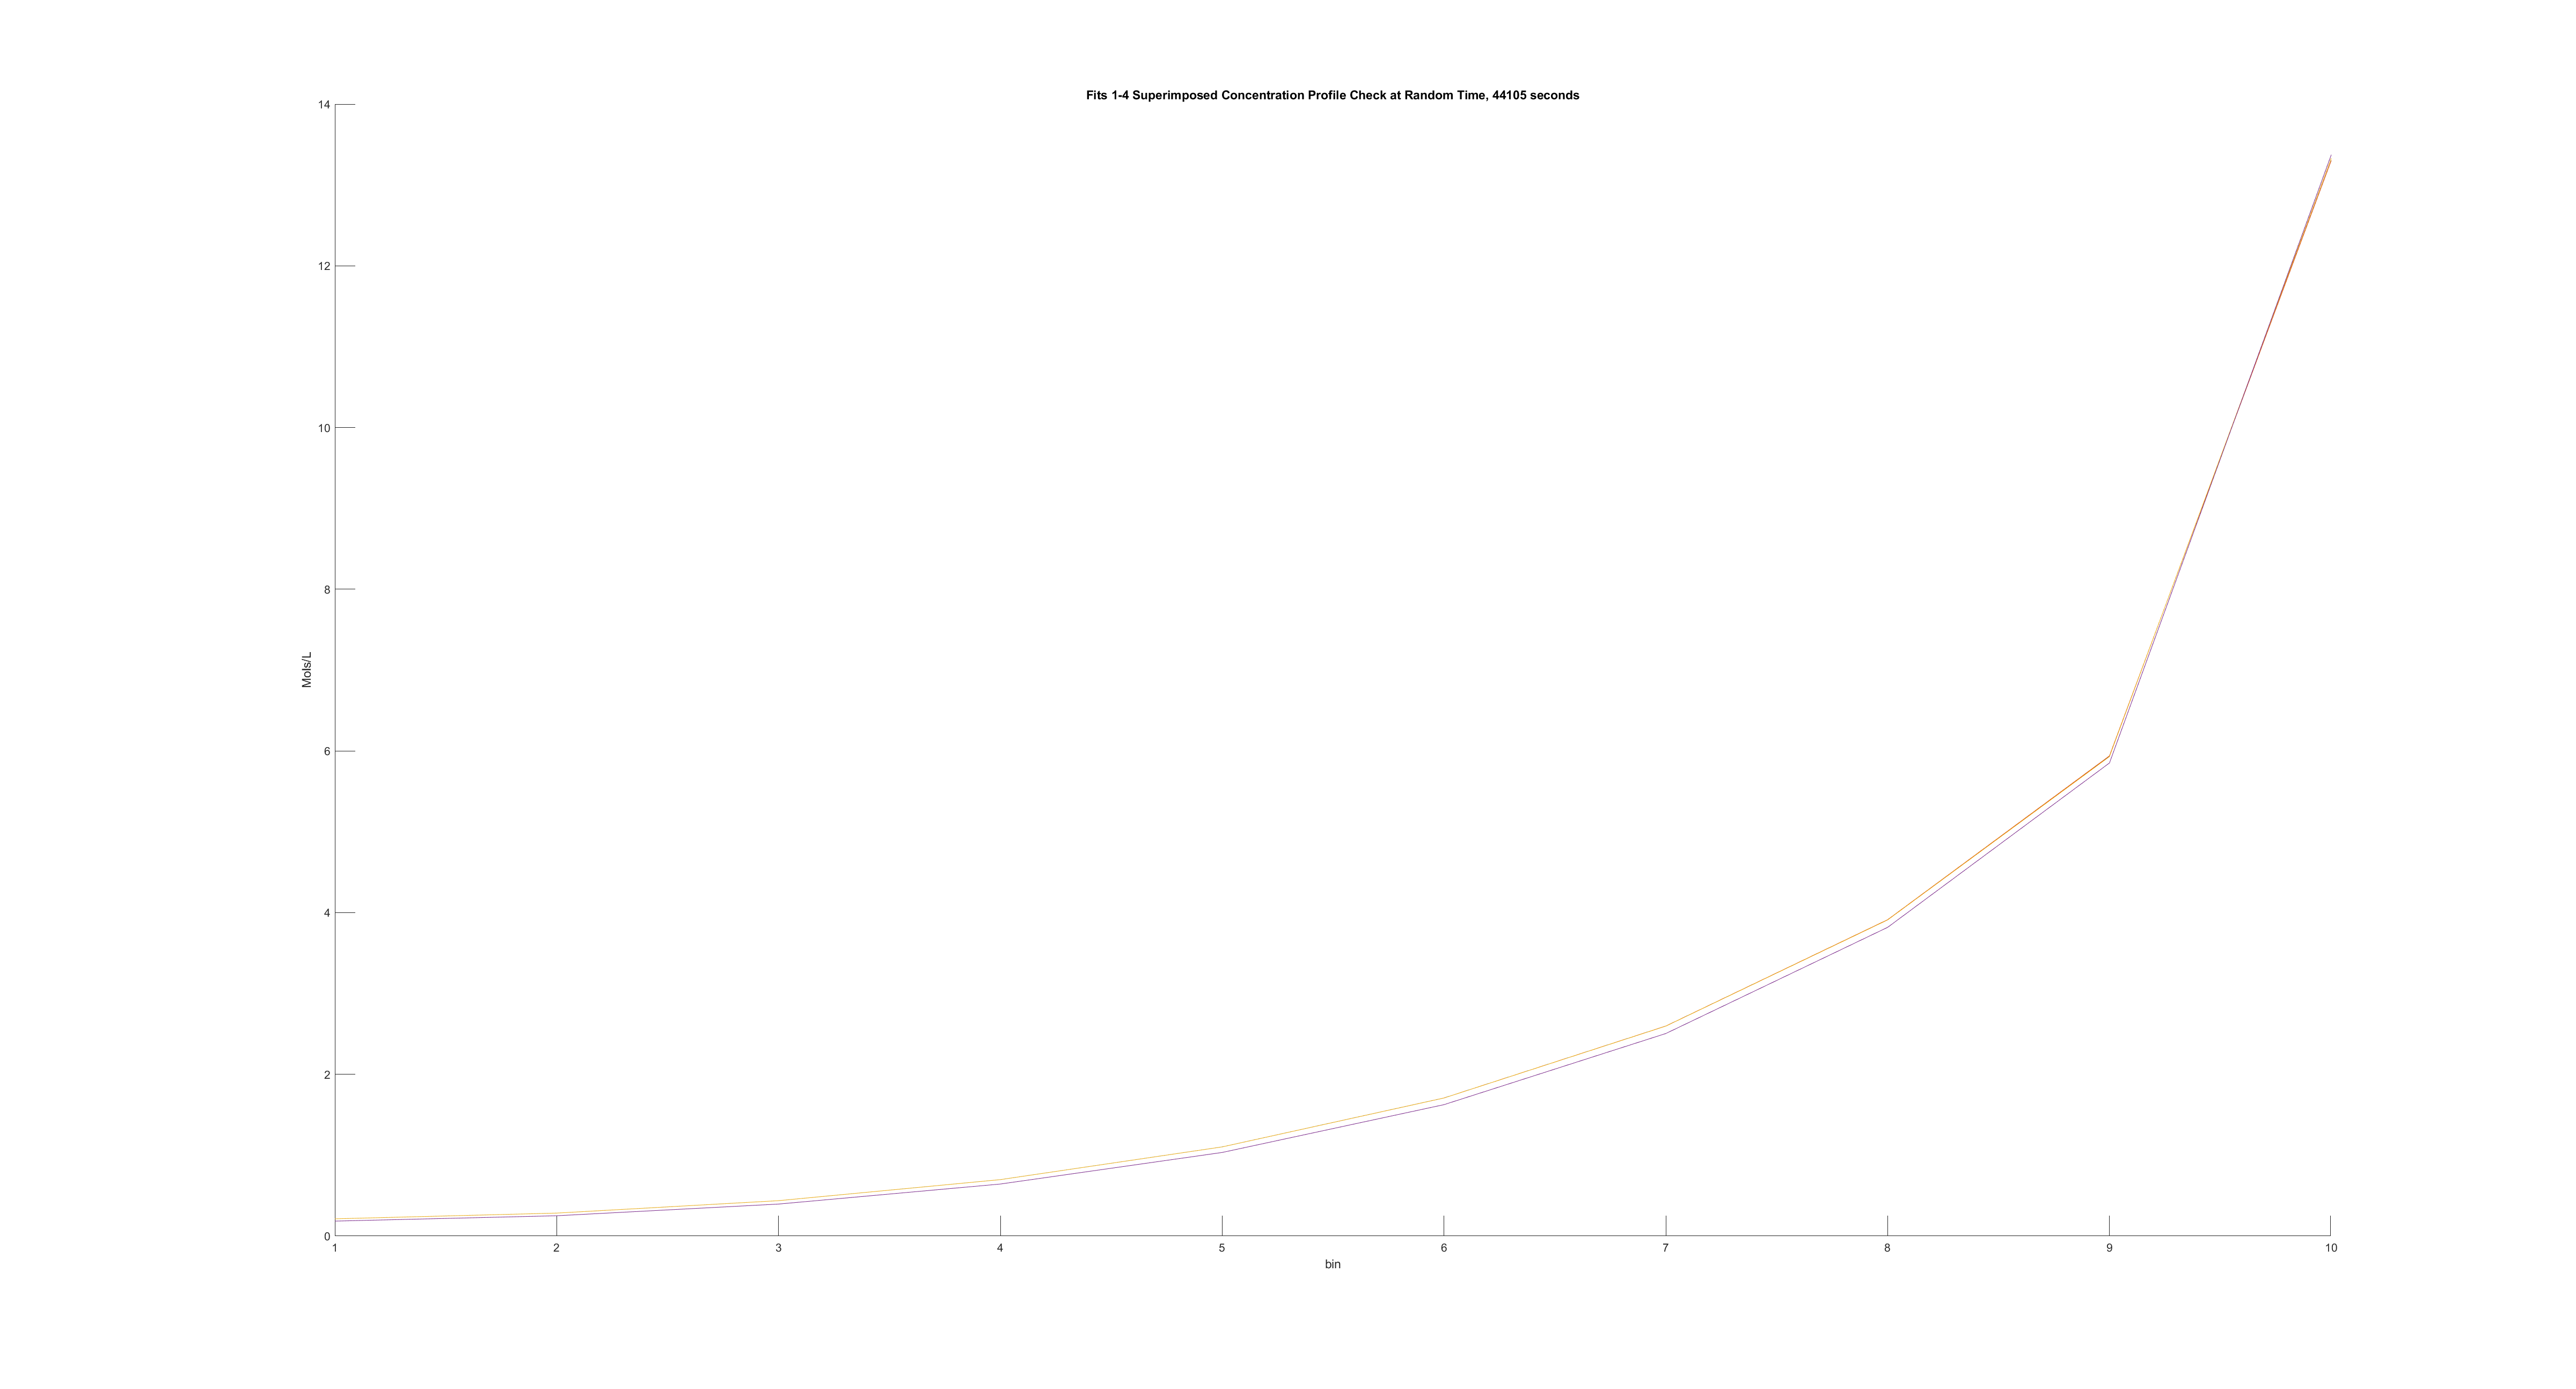 Fits 1-4 Superimposed Concentration Profile Check at Random Time, 44105 seconds
14
12
10
8
6
4
2
0
Mols/L
1 2 3 4 5 6 7 8 9 10
bin